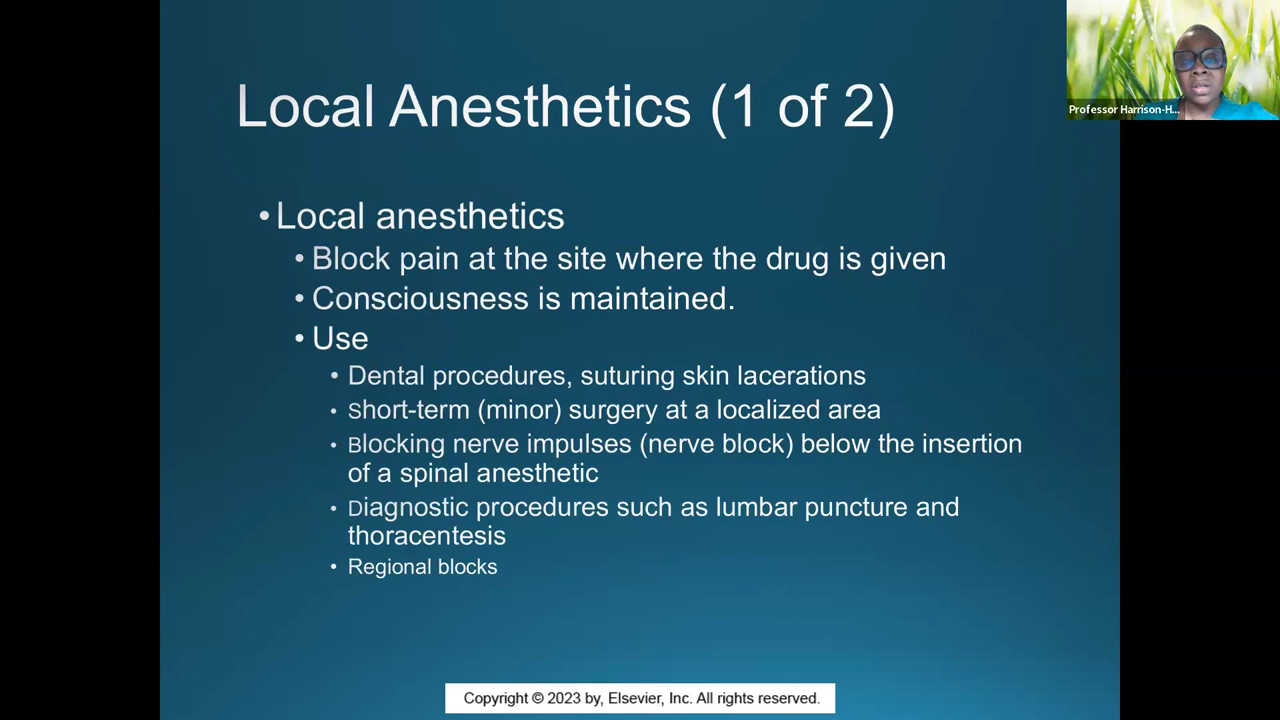 Local Anesthetics (1 of 2)
Professor Harrison-H...
•Local anesthetics
•Block pain at the site where the drug is given
•Consciousness is maintained.
•Use
•Dental procedures, suturing skin lacerations
•Short-term (minor) surgery at a localized area
•Blocking nerve impulses (nerve block) below the insertion
of a spinal anesthetic
•Diagnostic procedures such as lumbar puncture and
thoracentesis
•Regional blocks
Copyright © 2023 by, Elsevier, Inc. All rights reserved.